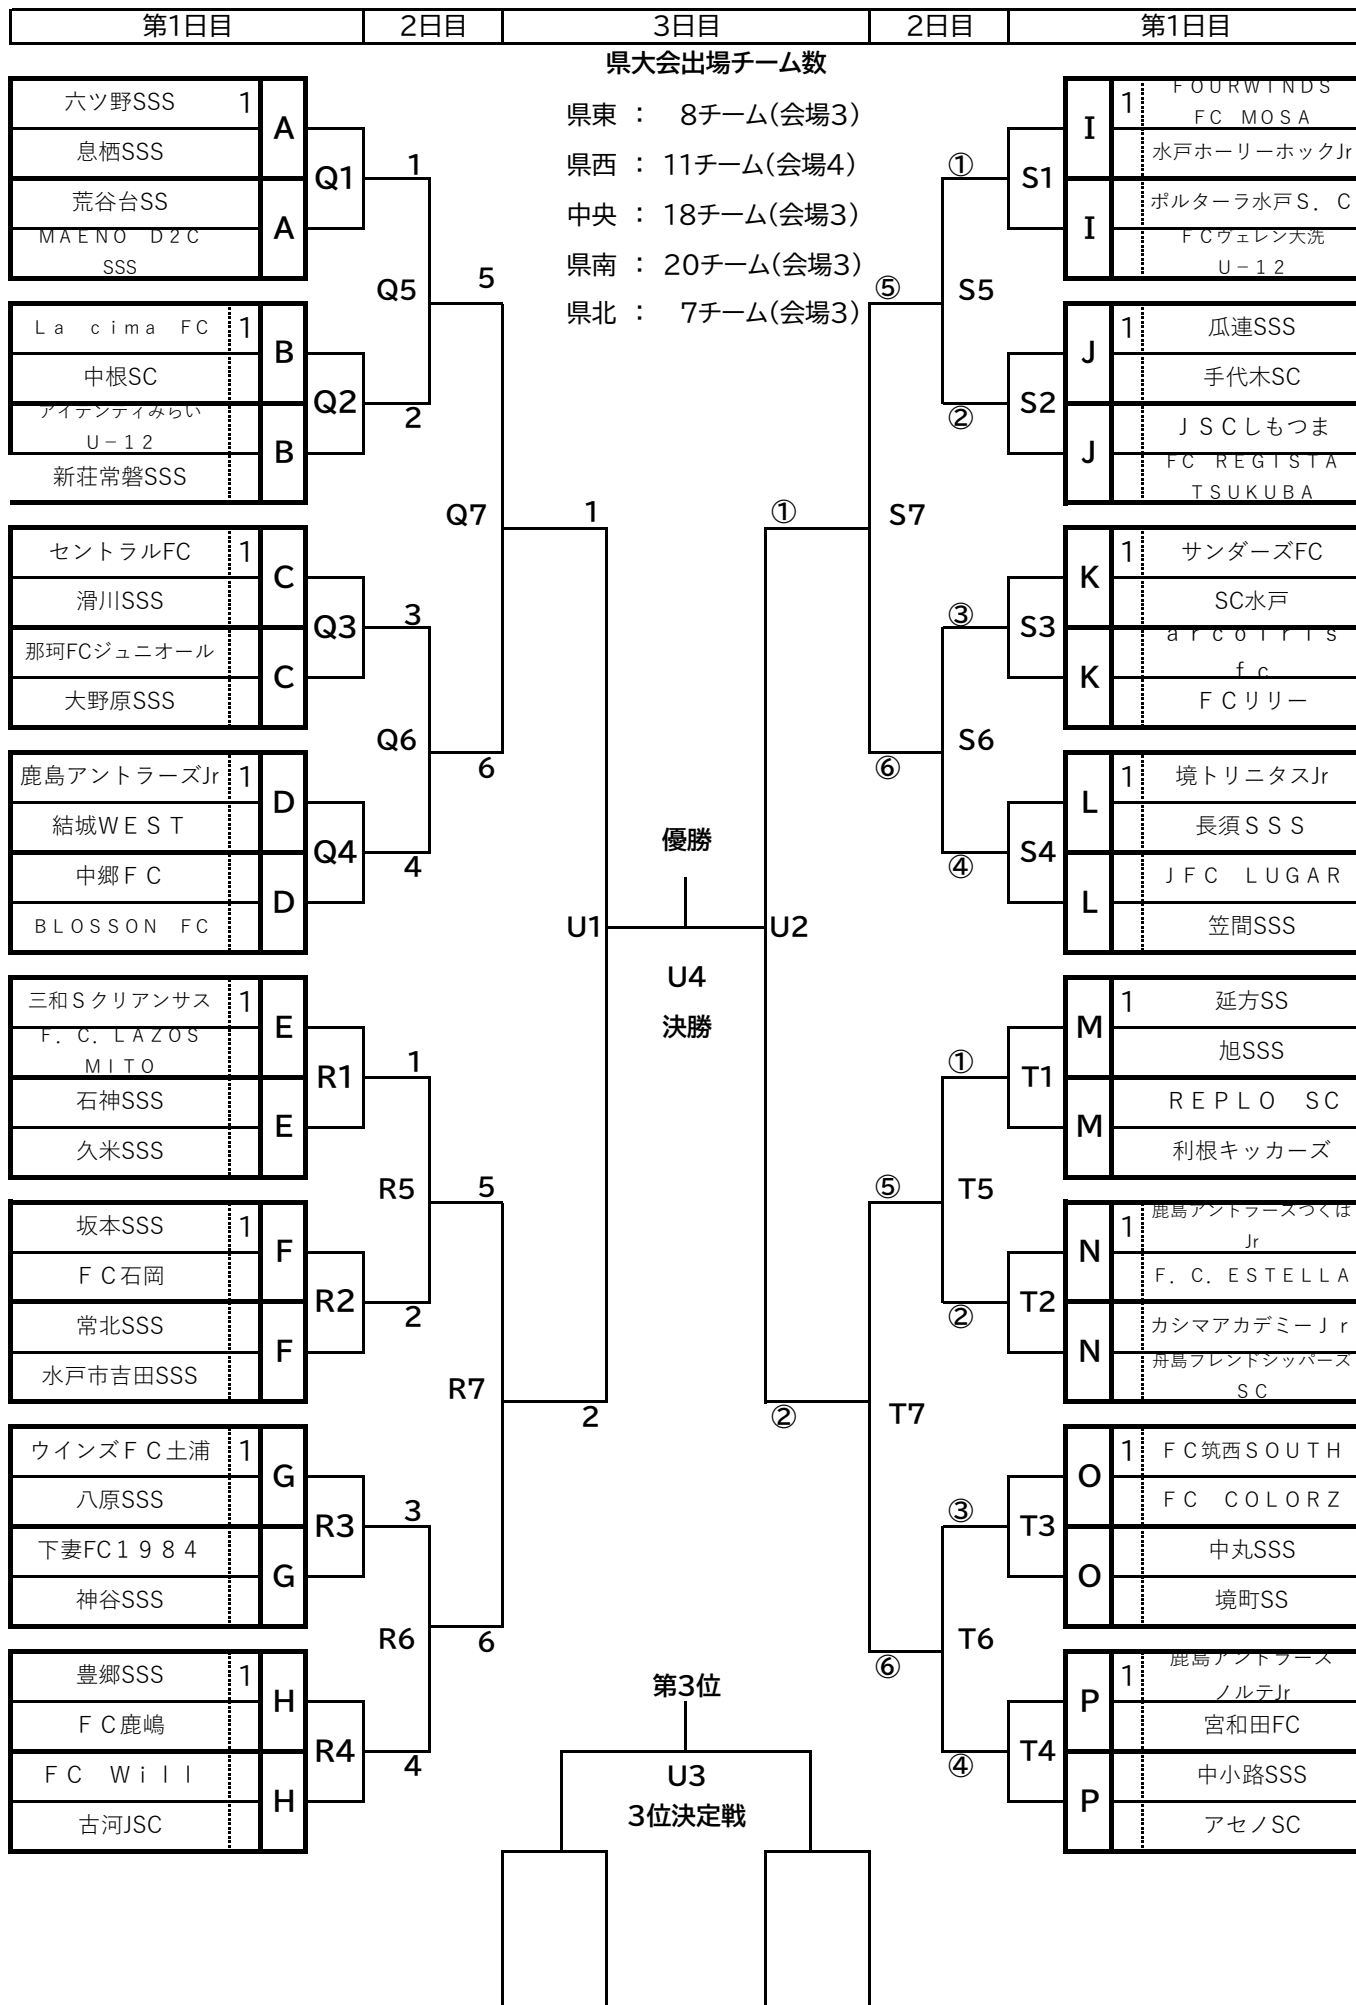 第1日目 2日目 3日目 2日目 第1日目
県大会出場チーム数
県東 : 8チーム(会場3)
県西 : 11チーム(会場4)
中央 : 18チーム(会場3)
県南 : 20チーム(会場3)
県北 : 7チーム(会場3)
六ツ野SSS 1
息栖SSS
A
荒谷台SS
MAENO D2C
SSS
A
Q1
1
La cima FC 1
中根SC
B
アイデンティみらい
U-12
新荘常磐SSS
B
Q2
2
Q5
5
セントラルFC 1
滑川SSS
C
那珂FCジュニオール
大野原SSS
C
Q3
3
鹿島アントラーズJr 1
結城WEST
D
中郷FC
BLOSSON FC
D
Q4
4
Q6
6
Q7
1
三和Sクリアンサス 1
F.C.LAZOS
MITO
E
石神SSS
久米SSS
E
R1
1
坂本SSS 1
FC石岡
F
常北SSS
水戸市吉田SSS
F
R2
2
R5
5
ウインズFC土浦 1
八原SSS
G
下妻FC1984
神谷SSS
G
R3
3
豊郷SSS 1
FC鹿嶋
H
FC Will
古河JSC
H
R4
4
R6
6
R7
2
U1
優勝
U4
決勝
U2
第3位
U3
3位決定戦
1 FOURWINDS
FC MOSA
水戸ホーリーホックJr
I
ポルターラ水戸S.C
FCヴェレン大洗
U-12
I
S1
①
1 瓜連SSS
手代木SC
J
JSCしもつま
FC REGISTA
TSUKUBA
J
S2
②
S5
⑤
1 サンダーズFC
SC水戸
K
arcoiris
fc
FCリリー
K
S3
③
1 境トリニタスJr
長須SSS
L
JFC LUGAR
笠間SSS
L
S4
④
S6
⑥
S7
①
1 延方SS
旭SSS
M
REPLO SC
利根キッカーズ
M
T1
①
1 鹿島アントラーズつくば
Jr
F.C.ESTELLA
N
カシマアカデミーJr
舟島フレンドシッパーズ
SC
N
T2
②
T5
⑤
1 FC筑西SOUTH
FC COLORZ
O
中丸SSS
境町SS
O
T3
③
1 鹿島アントラーズ
ノルテJr
宮和田FC
P
中小路SSS
アセノSC
P
T4
④
T6
⑥
T7
②